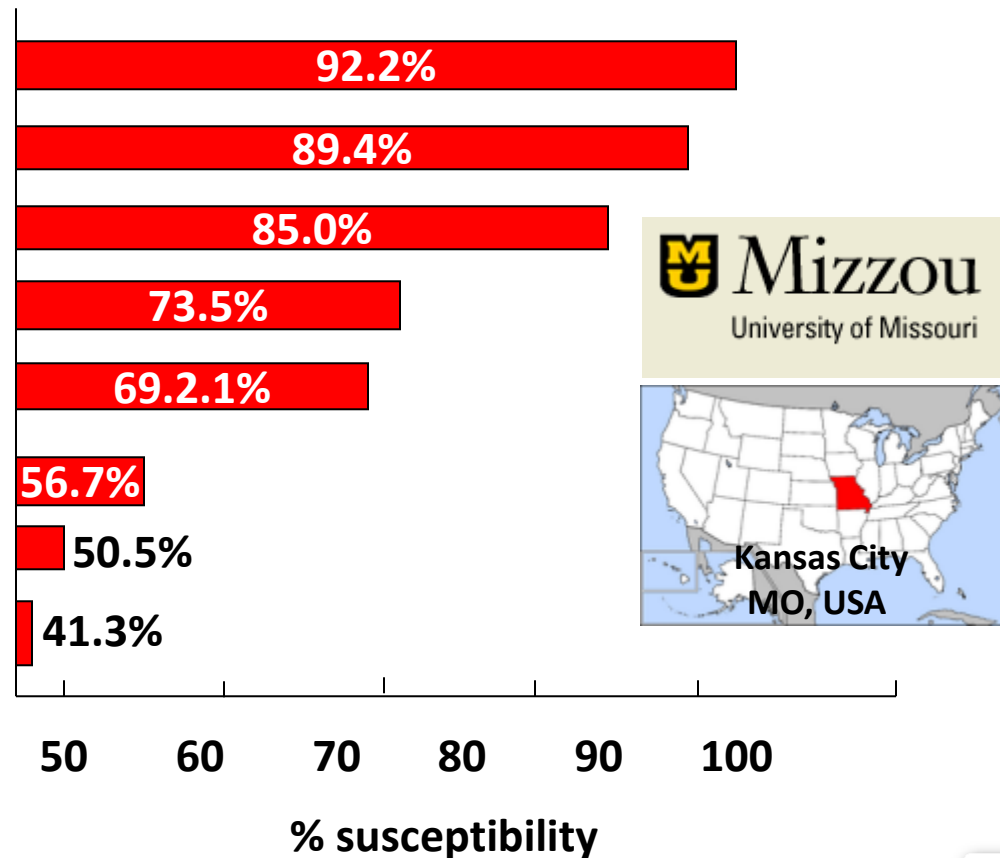 92.2%
89.4%
85.0%
73.5%
69.2.1%
56.7%
50.5%
41.3%
MU Mizzou
University of Missouri
Kansas City
MO, USA
50 60 70 80 90 100
% susceptibility